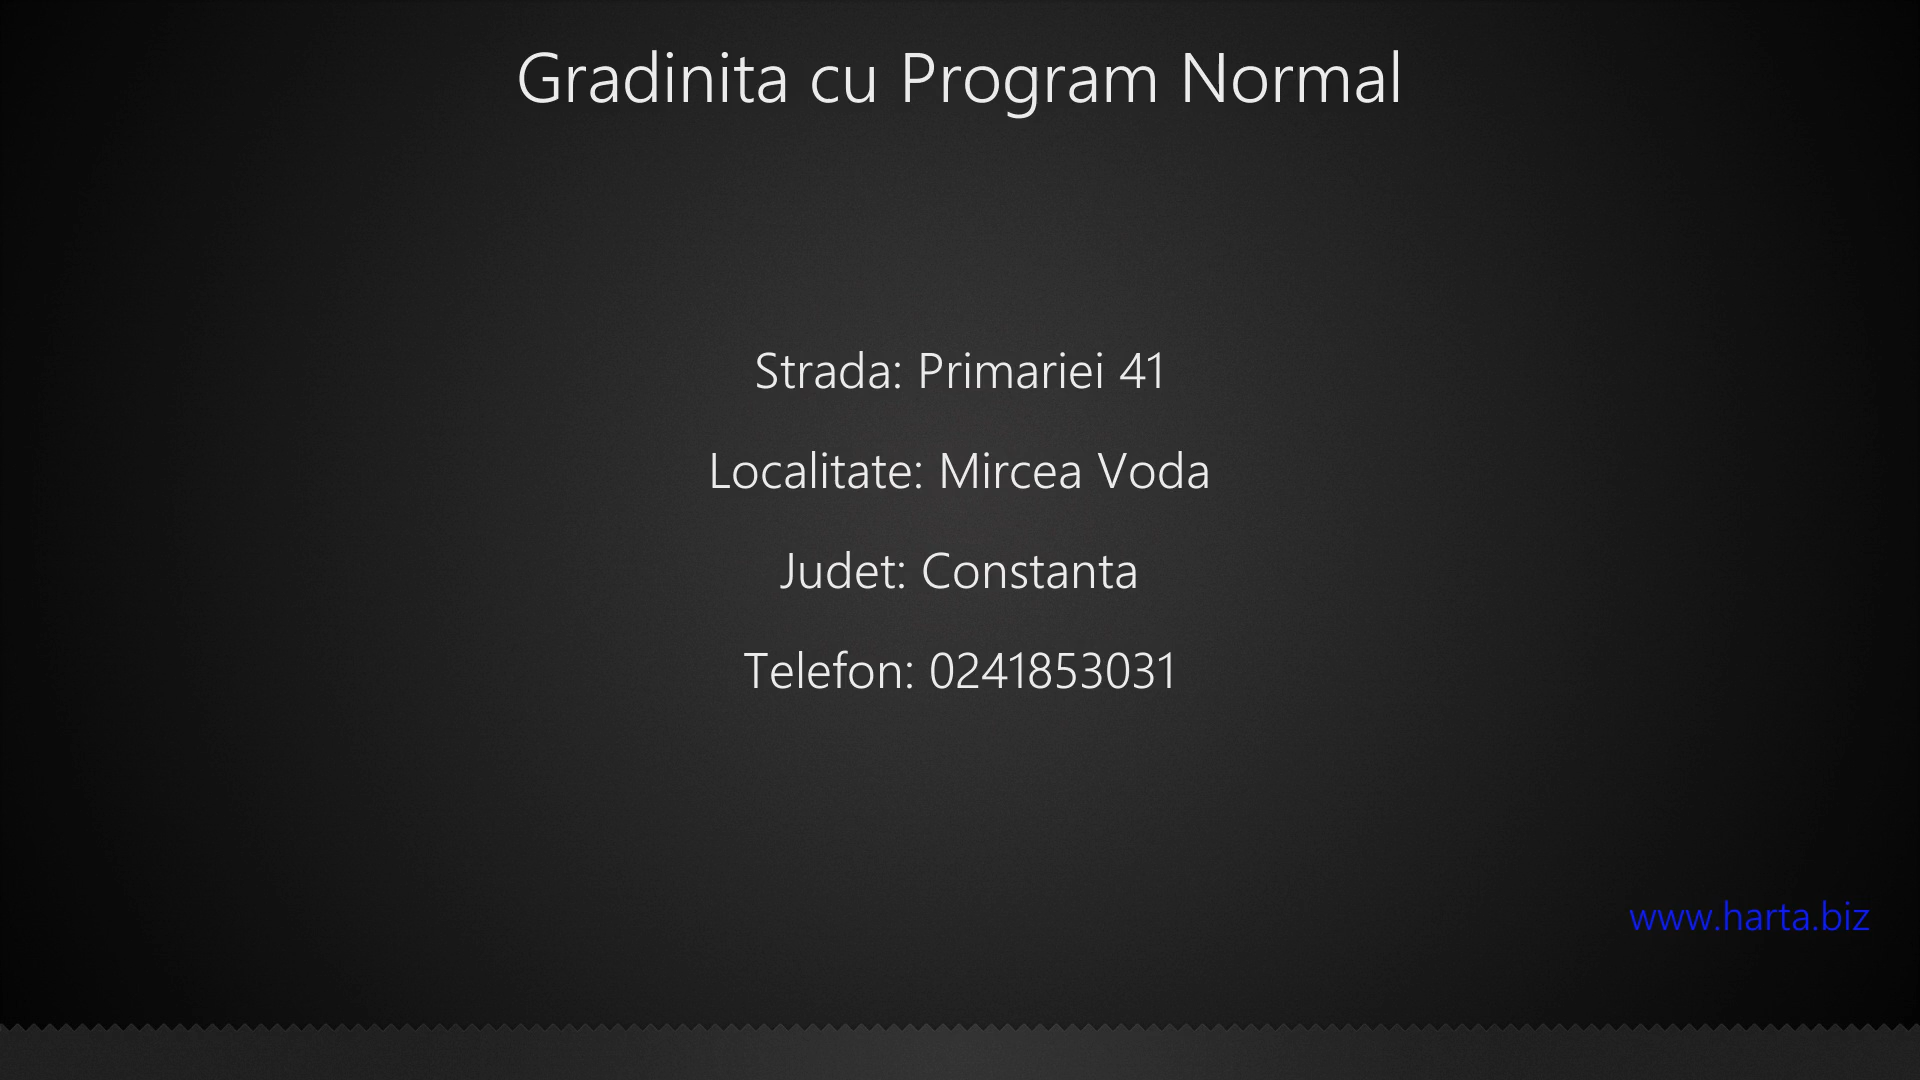 Gradinita cu Program Normal
Strada: Primariei 41
Localitate: Mircea Voda
Judet: Constanta
Telefon: 0241853031
www.harta.biz